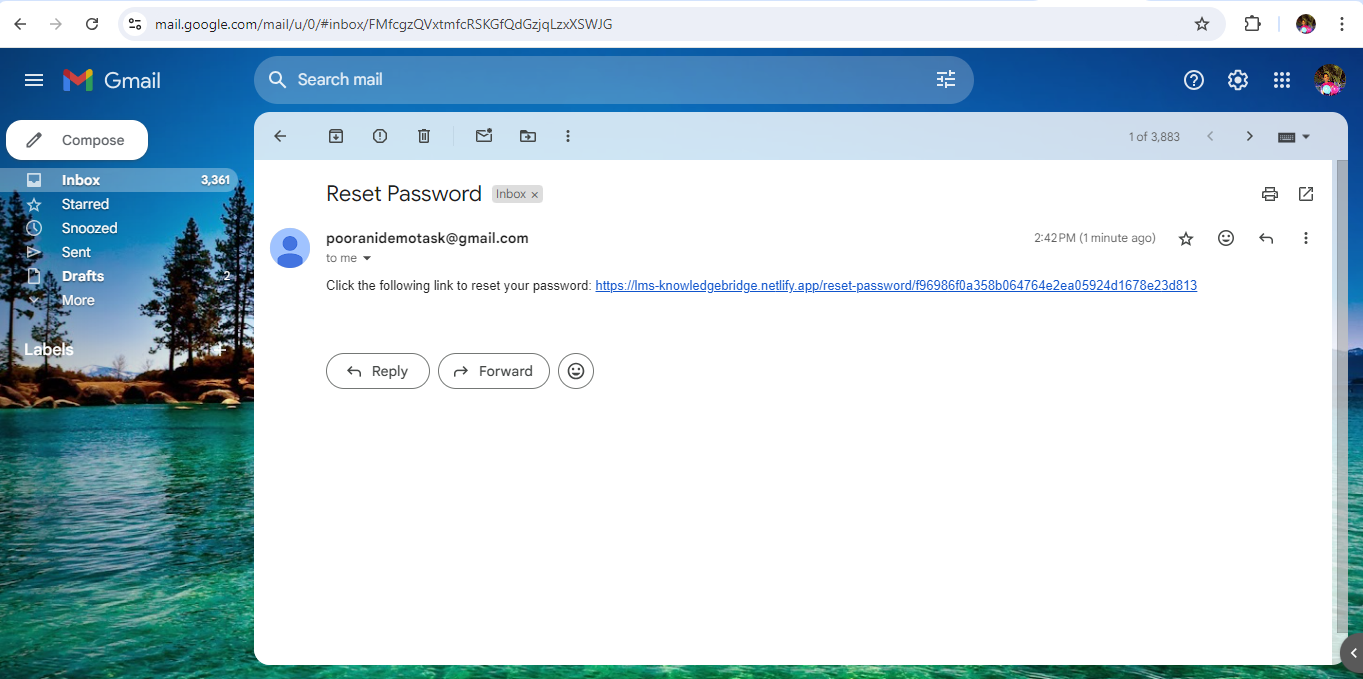 mail.google.com/mail/u/0/#inbox/FMfcgzQVxtmfcRSKGfQdGzjqLzxXSWJG
Gmail
Search mail
Compose
1 of 3,883
Inbox 3,361
Starred
Snoozed
Sent
Drafts 2
More
Labels
Reset Password Inbox ×
pooranidemotask@gmail.com 2:42 PM (1 minute ago)
to me
Click the following link to reset your password: https://lms-knowledgebridge.netlify.app/reset-password/f96986f0a358b064764e2ea05924d1678e23d813
Reply Forward